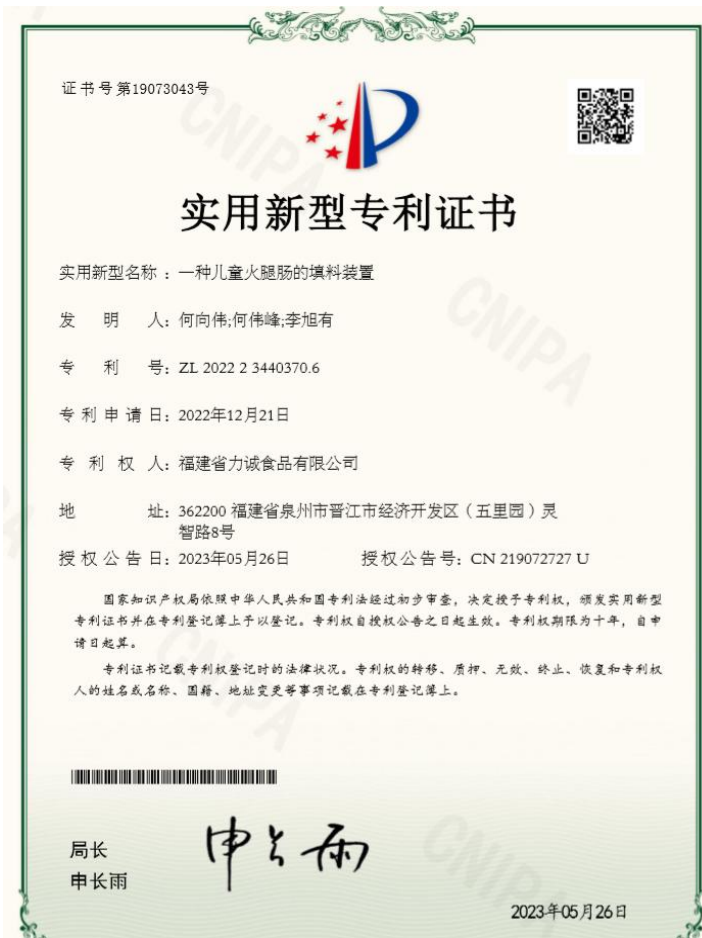 证书号第19073043号
实用新型专利证书
实用新型名称：一种儿童火腿肠的填料装置
发明人：何向伟;何伟峰;李旭有
专利号：ZL 2022 2 3440370.6
专利申请日：2022年12月21日
专利权人：福建省力诚食品有限公司
地址：362200 福建省泉州市晋江市经济开发区（五里园）灵
智路8号
授权公告日：2023年05月26日 授权公告号：CN 219072727 U
国家知识产权局依照中华人民共和国专利法经过初步审查，决定授予专利权，颁发实用新型
专利证书并在专利登记簿上予以登记。专利权自授权公告之日起生效。专利权期限为十年，自申
请日起算。
专利证书记载专利权登记时的法律状况。专利权的转移、质押、无效、终止、恢复和专利权
人的姓名或名称、国籍、地址变更等事项记载在专利登记簿上。
局长
申长雨
申长雨
2023年05月26日
CNIPA
CNIPA
CNIPA
CNIPA